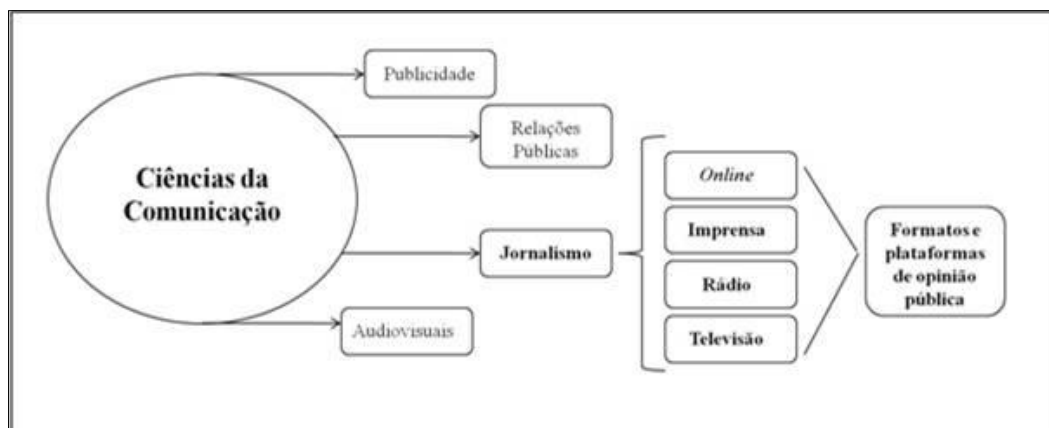 Publicidade
Relações
Públicas
Ciências da
Comunicação
Jornalismo
Audiovisuais
Online
Imprensa
Rádio
Televisão
Formatos e
plataformas
de opinião
pública